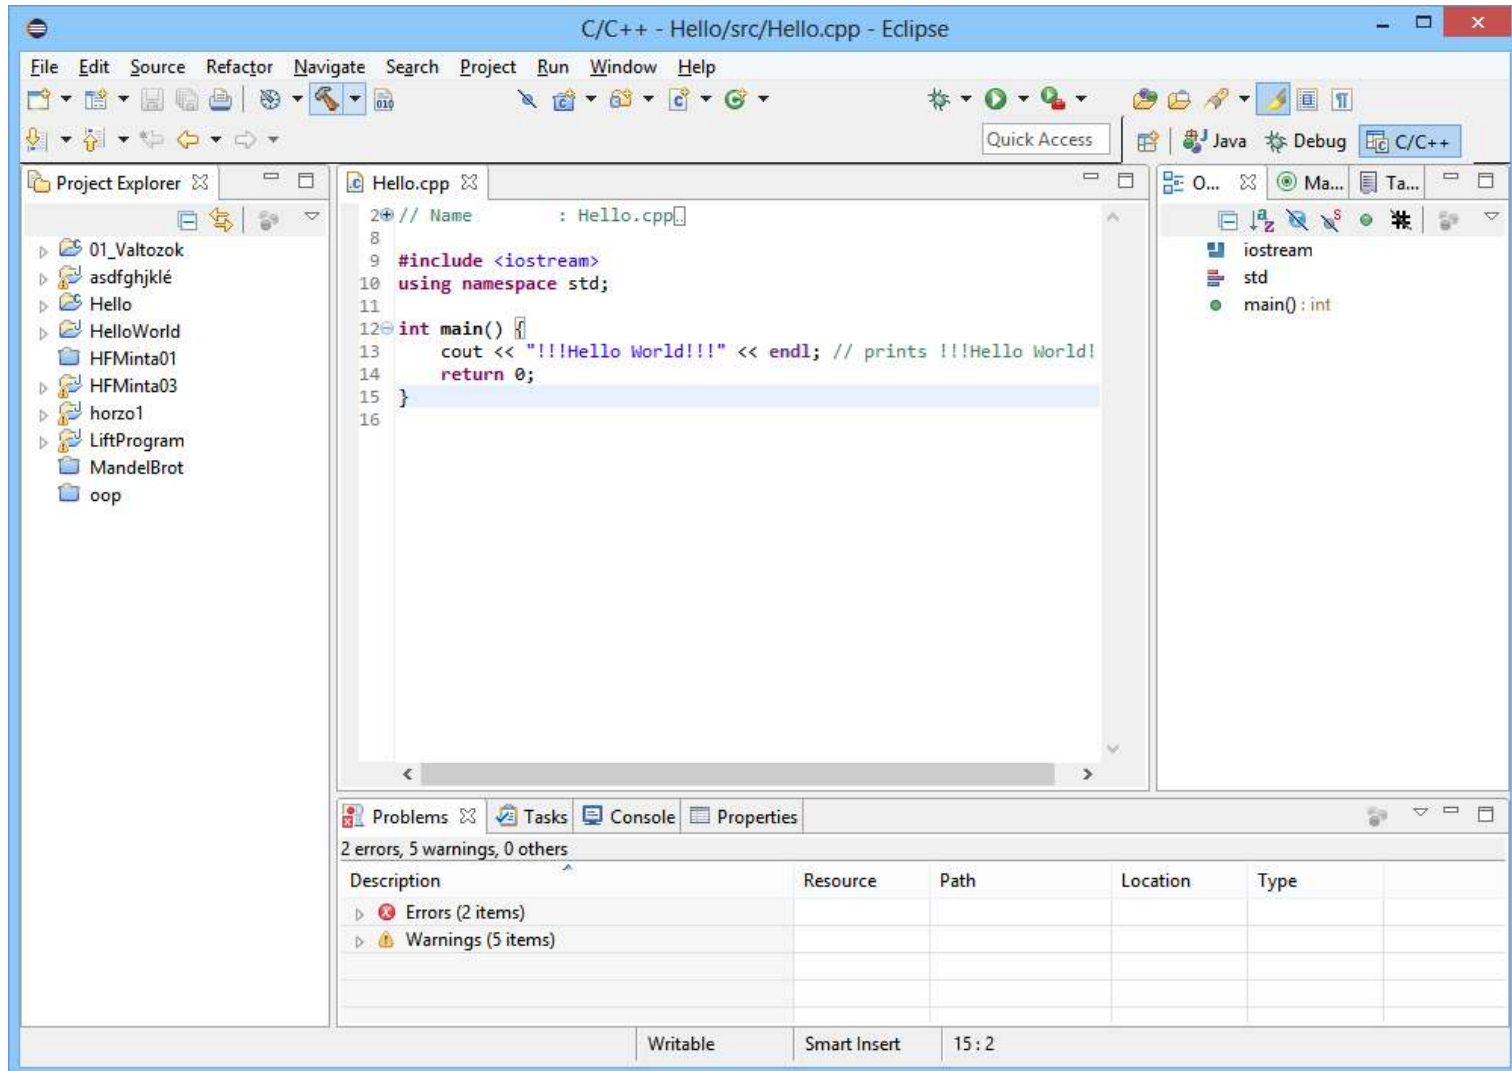 C/C++ - Hello/src/Hello.cpp - Eclipse
File Edit Source Refactor Navigate Search Project Run Window Help
010
Quick Access
Java
Debug
C/C++
Project Explorer
01_Valtozok
asdfghjklé
Hello
HelloWorld
HFMinta01
HFMinta03
horzo1
LiftProgram
MandelBrot
oop
Hello.cpp
2 // Name : Hello.cpp
8
9 #include <iostream>
10 using namespace std;
11
12 int main() {
13 cout << "!!!Hello World!!!" << endl; // prints !!!Hello World!
14 return 0;
15 }
16
O... Ma... Ta...
iostream
std
main() : int
Problems Tasks Console Properties
2 errors, 5 warnings, 0 others
Description Resource Path Location Type
Errors (2 items)
Warnings (5 items)
Writable Smart Insert 15 : 2